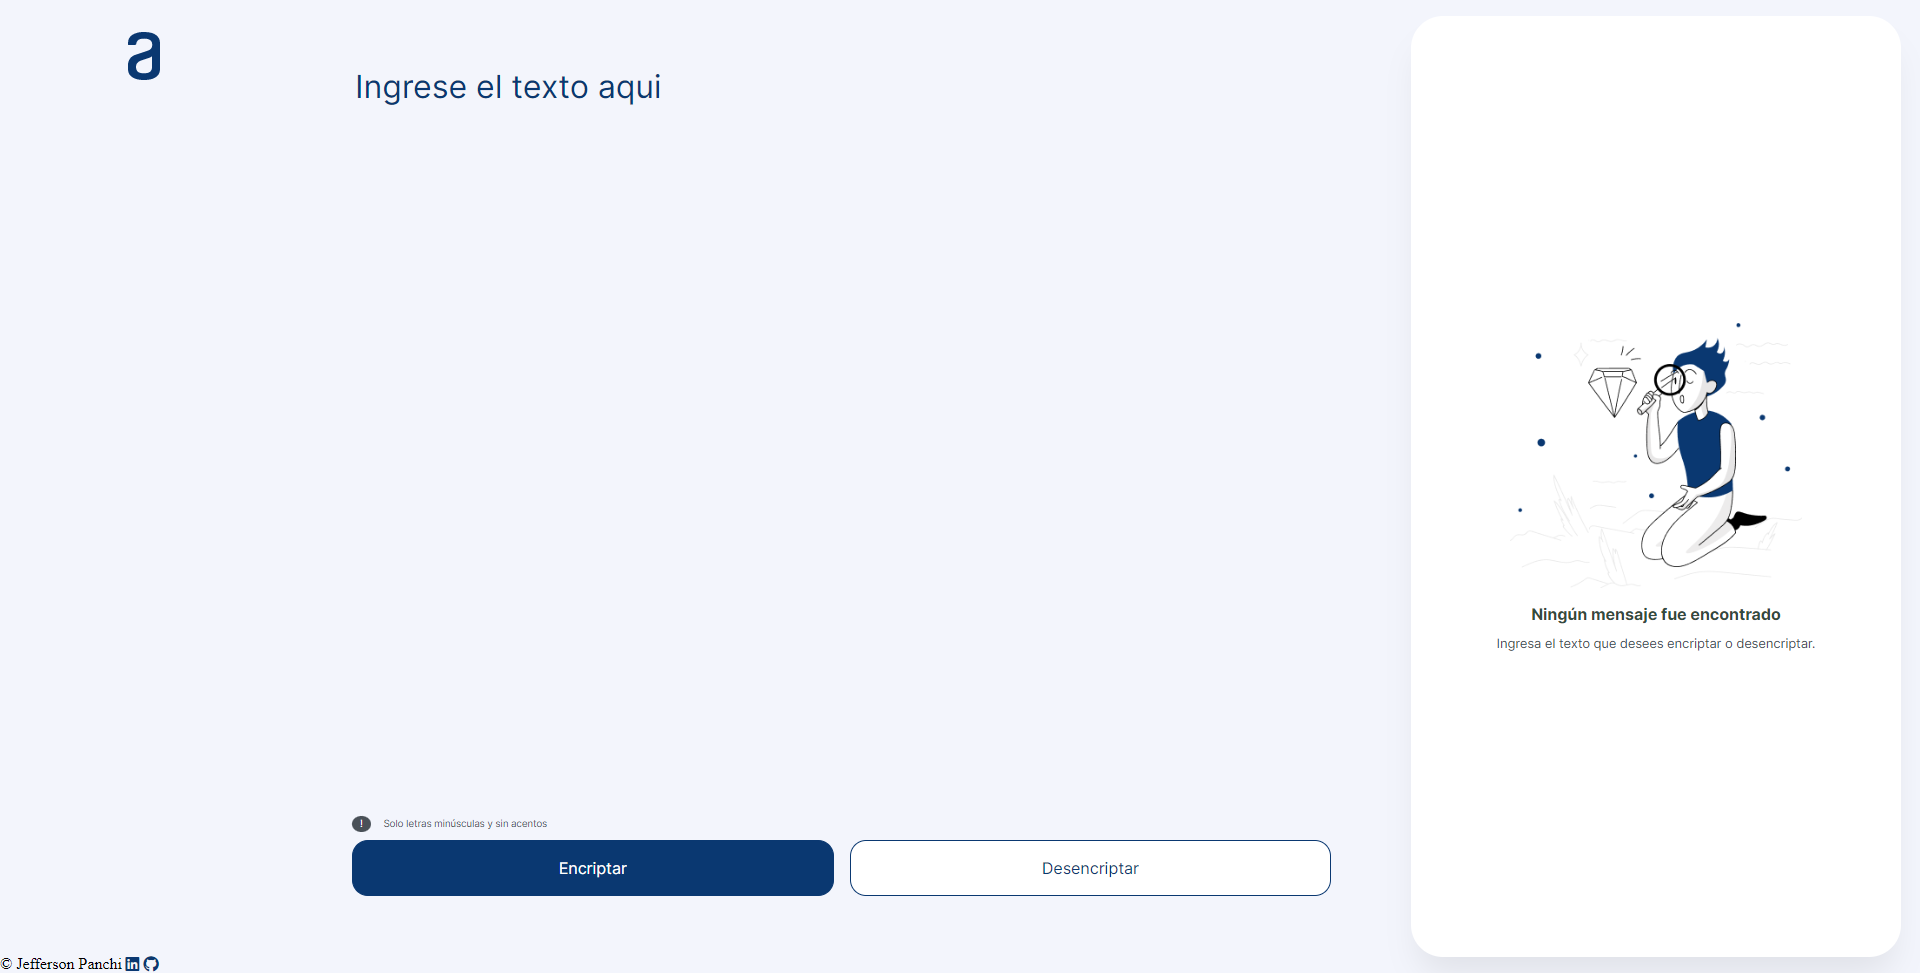 a
Ingrese el texto aqui
Ningún mensaje fue encontrado
Ingresa el texto que desees encriptar o desencriptar.
! Solo letras minúsculas y sin acentos
Encriptar
Desencriptar
© Jefferson Panchi in